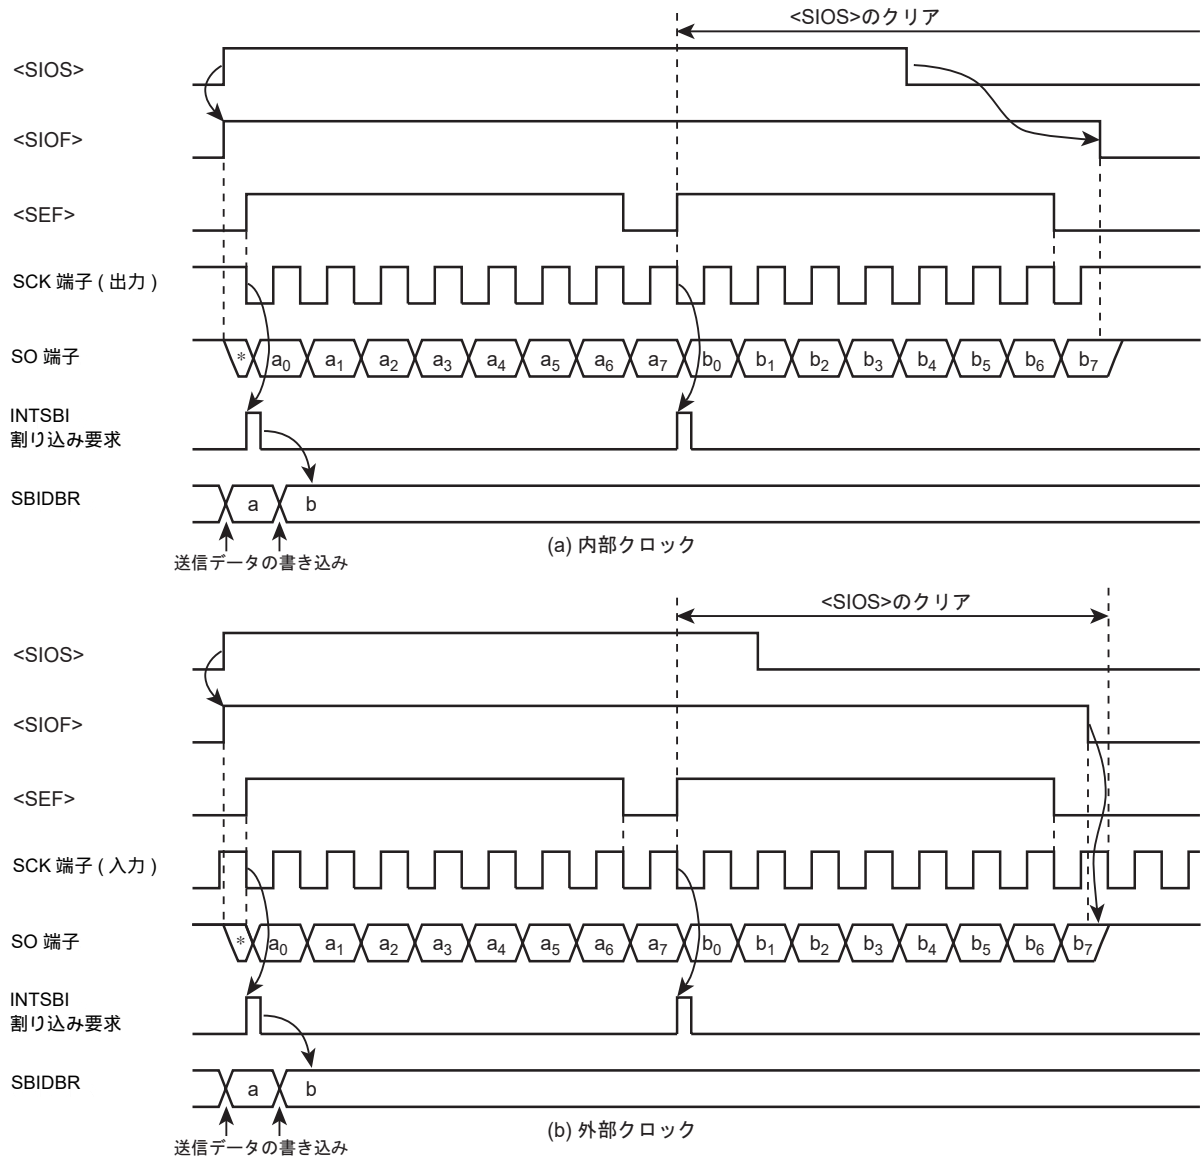 <SIOS>のクリア
<SIOS>
<SIOF>
<SEF>
SCK 端子 ( 出力 )
SO 端子
* a0 a1 a2 a3 a4 a5 a6 a7 b0 b1 b2 b3 b4 b5 b6 b7
INTSBI
割り込み要求
SBIDBR
a b
送信データの書き込み
(a) 内部クロック
<SIOS>のクリア
<SIOS>
<SIOF>
<SEF>
SCK 端子 ( 入力 )
SO 端子
* a0 a1 a2 a3 a4 a5 a6 a7 b0 b1 b2 b3 b4 b5 b6 b7
INTSBI
割り込み要求
SBIDBR
a b
送信データの書き込み
(b) 外部クロック